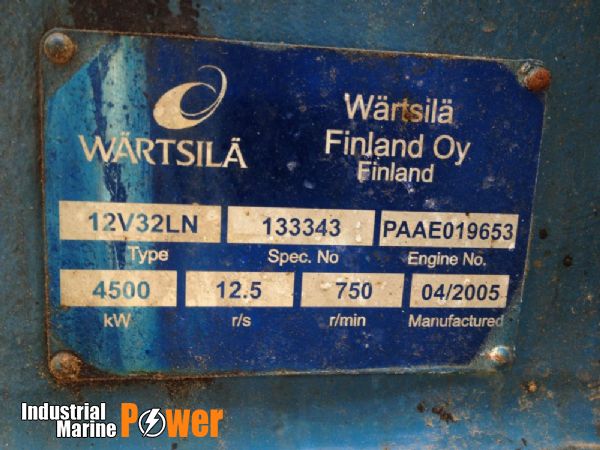 WÄRTSILÄ
Wärtsilä
Finland Oy
Finland
12V32LN 133343 PAAE019653
Type Spec. No Engine No.
4500 12.5 750 04/2005
kW r/s r/min Manufactured
Industrial
Marine Power